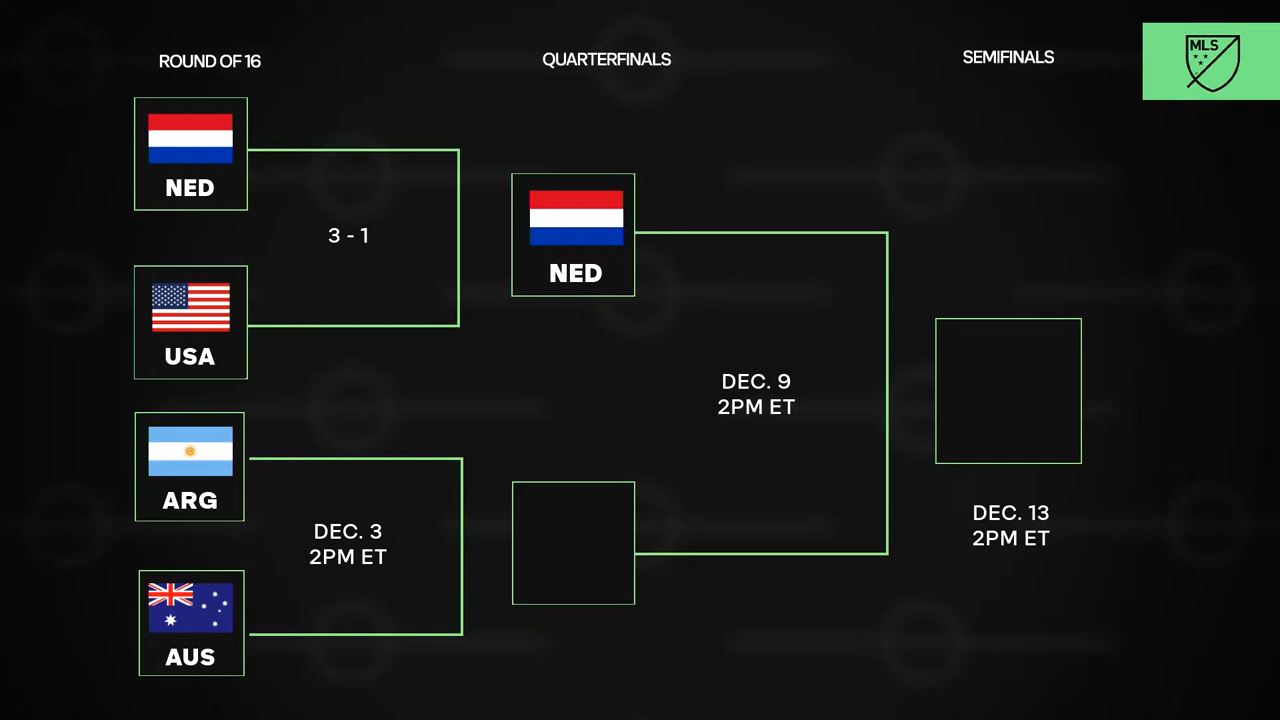 ROUND OF 16
QUARTERFINALS
SEMIFINALS
MLS
NED
3 - 1
USA
NED
ARG
DEC. 3
2PM ET
AUS
DEC. 9
2PM ET
DEC. 13
2PM ET